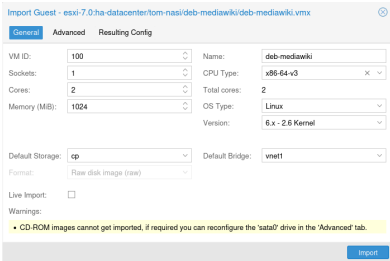 Import Guest - esxi-7.0:ha-datacenter/tom-nasi/deb-mediawiki/deb-mediawiki.vmx
General Advanced Resulting Config
VM ID: 100 Name: deb-mediawiki
Sockets: 1 CPU Type: x86-64-v3
Cores: 2 Total cores: 2
Memory (MiB): 1024 OS Type: Linux
Version: 6.x - 2.6 Kernel
Default Storage: cp Default Bridge: vnet1
Format: Raw disk image (raw)
Live Import:
Warnings:
• CD-ROM images cannot get imported, if required you can reconfigure the 'sata0' drive in the 'Advanced' tab.
Import